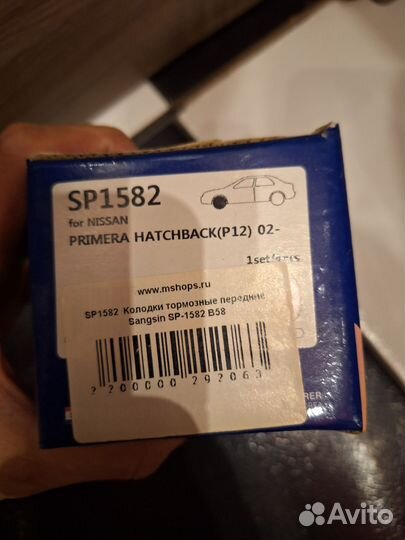 SP1582
for NISSAN
PRIMERA HATCHBACK(P12) 02-
www.mshops.ru
SP1582 Колодки тормозные передние
Sangsin SP-1582 B58
2200000292063
Avito